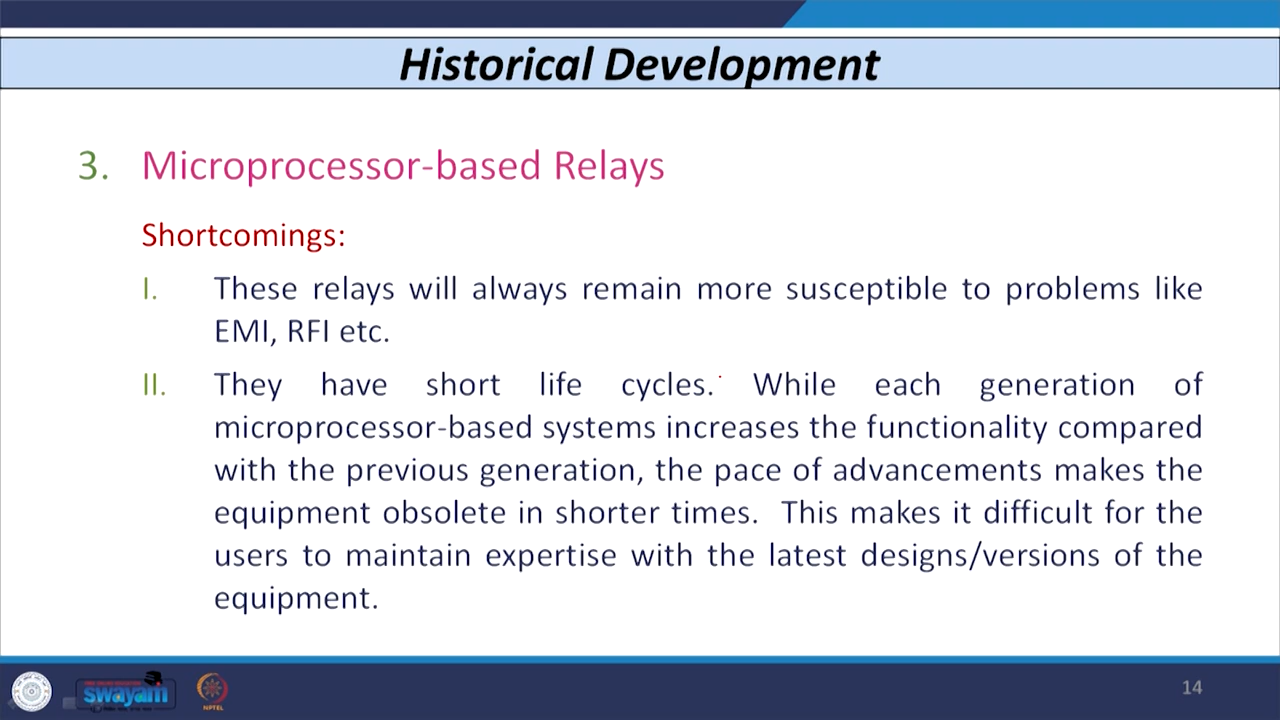 Historical Development
3. Microprocessor-based Relays
Shortcomings:
I. These relays will always remain more susceptible to problems like
EMI, RFI etc.
II. They have short life cycles. While each generation of
microprocessor-based systems increases the functionality compared
with the previous generation, the pace of advancements makes the
equipment obsolete in shorter times. This makes it difficult for the
users to maintain expertise with the latest designs/versions of the
equipment.
swayam
NPTEL
14